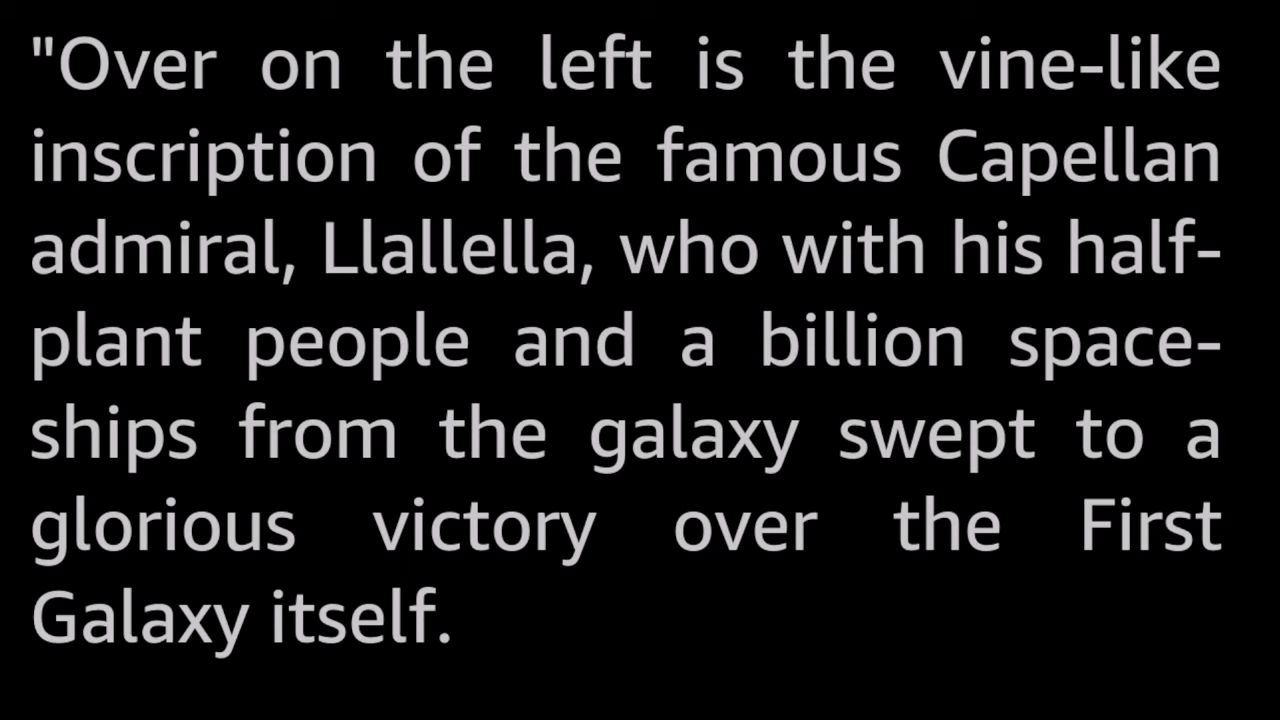 "Over on the left is the vine-like
inscription of the famous Capellan
admiral, Llallella, who with his half-
plant people and a billion space-
ships from the galaxy swept to a
glorious victory over the First
Galaxy itself.